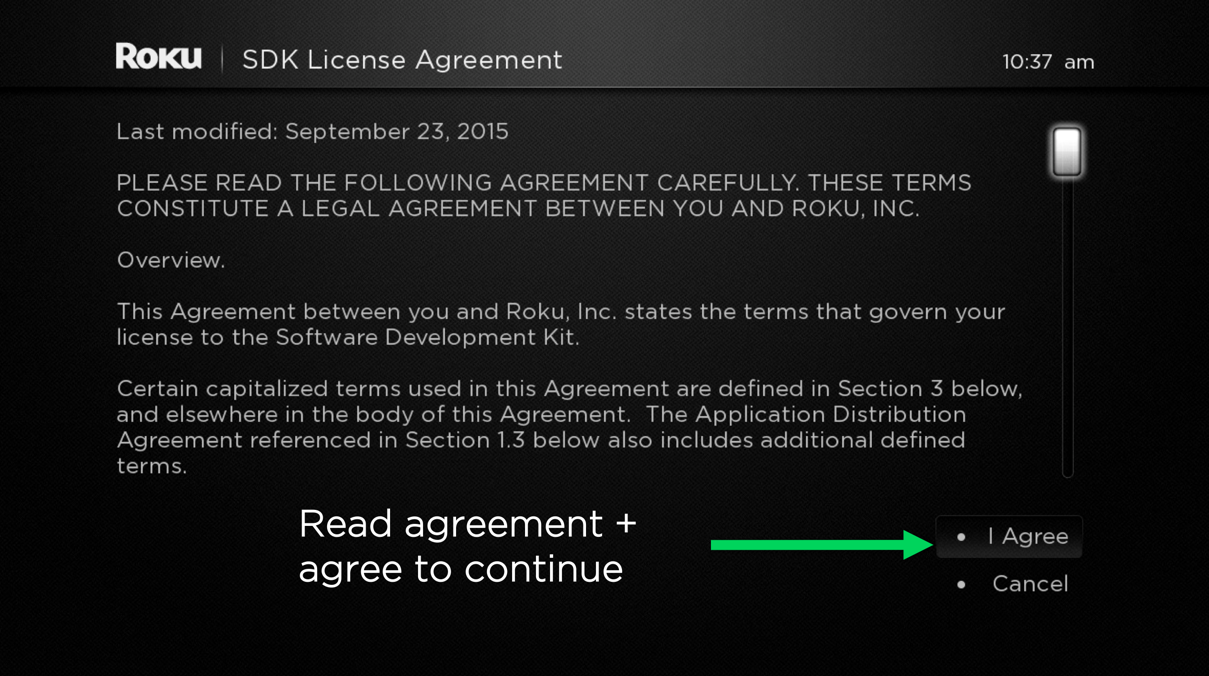 Roku SDK License Agreement 10:37 am
Last modified: September 23, 2015
PLEASE READ THE FOLLOWING AGREEMENT CAREFULLY. THESE TERMS
CONSTITUTE A LEGAL AGREEMENT BETWEEN YOU AND ROKU, INC.
Overview.
This Agreement between you and Roku, Inc. states the terms that govern your
license to the Software Development Kit.
Certain capitalized terms used in this Agreement are defined in Section 3 below,
and elsewhere in the body of this Agreement.  The Application Distribution
Agreement referenced in Section 1.3 below also includes additional defined
terms.
Read agreement +
agree to continue
• I Agree
• Cancel